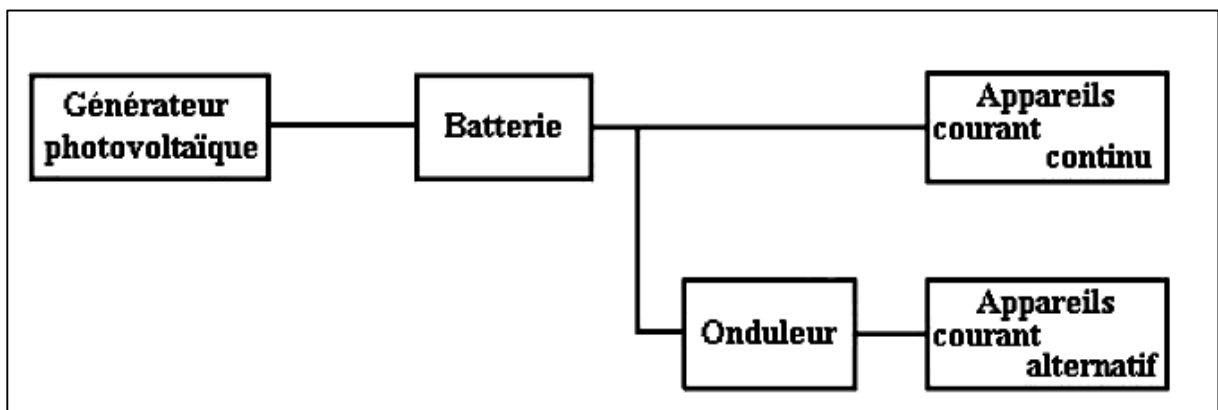 Générateur
photovoltaïque
Batterie
Appareils
courant
continu
Onduleur
Appareils
courant
alternatif